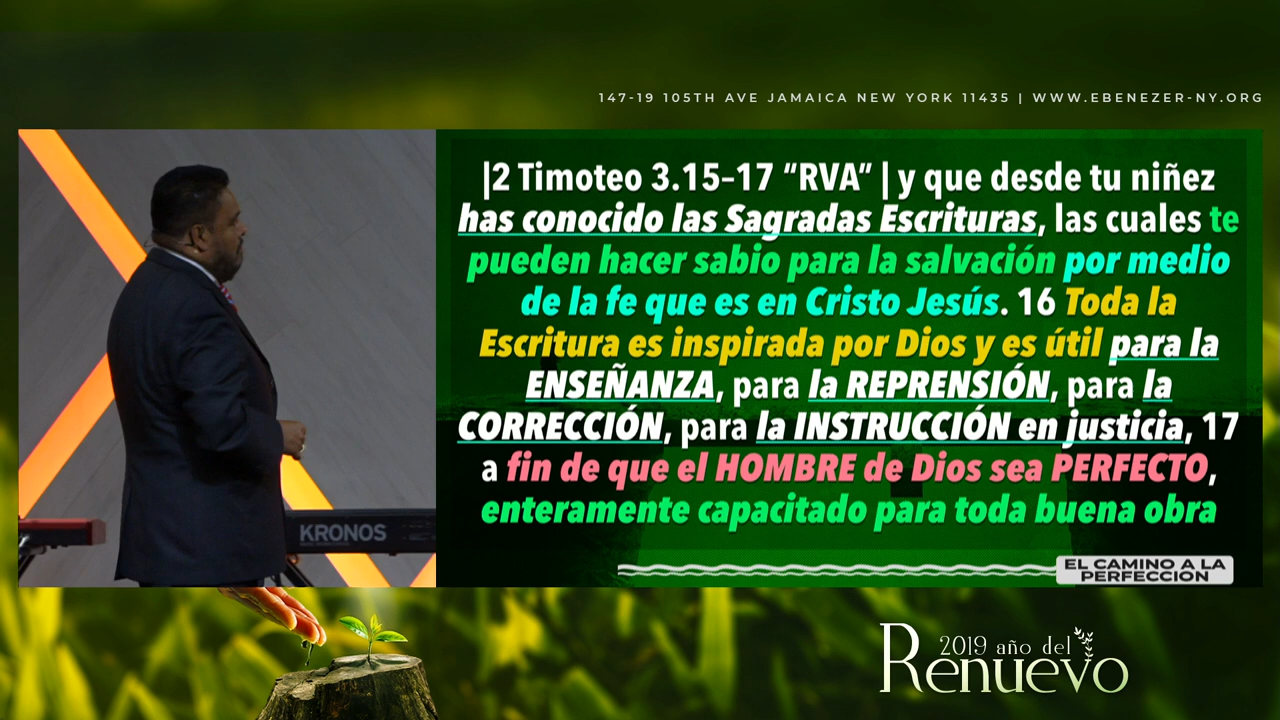 147-19 105TH AVE JAMAICA NEW YORK 11435 | WWW.EBENEZER-NY.ORG
|2 Timoteo 3.15–17 “RVA” | y que desde tu niñez
has conocido las Sagradas Escrituras, las cuales te
pueden hacer sabio para la salvación por medio
de la fe que es en Cristo Jesús. 16 Toda la
Escritura es inspirada por Dios y es útil para la
ENSEÑANZA, para la REPRENSIÓN, para la
CORRECCIÓN, para la INSTRUCCIÓN en justicia, 17
a fin de que el HOMBRE de Dios sea PERFECTO,
enteramente capacitado para toda buena obra
KRONOS
EL CAMINO A LA
PERFECCION
2019 año del
Renuevo